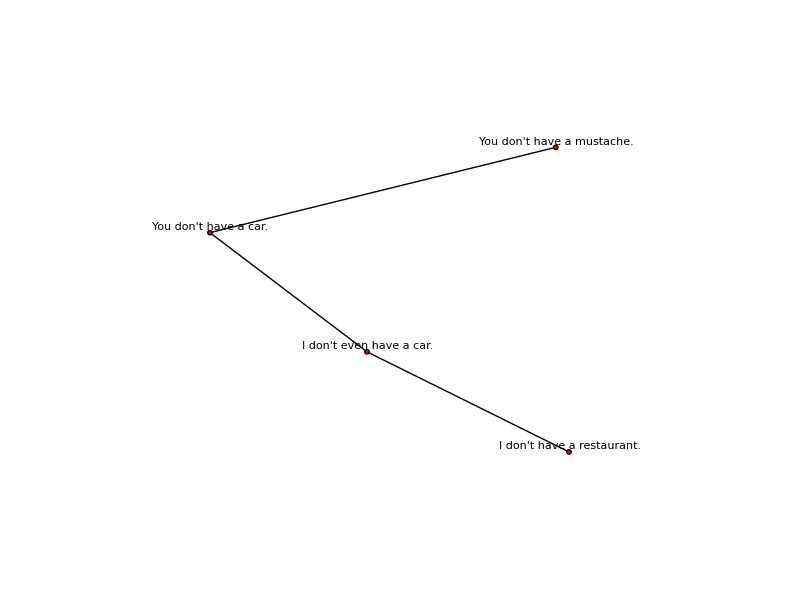 You don't have a mustache.
You don't have a car.
I don't even have a car.
I don't have a restaurant.